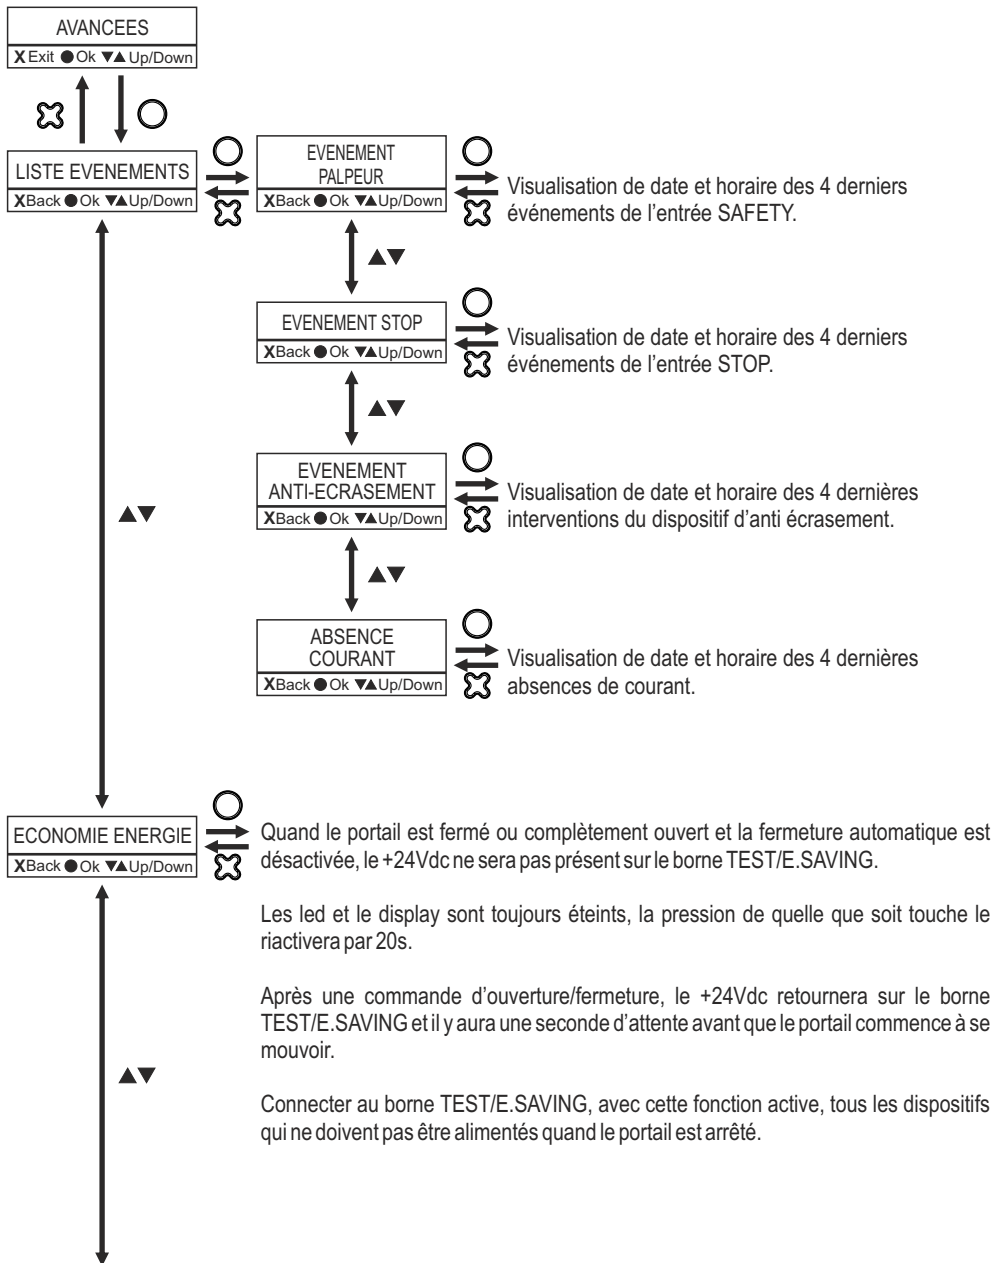 AVANCEES
X Exit ● Ok ▼▲ Up/Down
LISTE EVENEMENTS
XBack ● Ok ▼▲Up/Down
EVENEMENT
PALPEUR
XBack ● Ok ▼▲Up/Down
Visualisation de date et horaire des 4 derniers
événements de l’entrée SAFETY.
▲▼
EVENEMENT STOP
XBack ● Ok ▼▲Up/Down
Visualisation de date et horaire des 4 derniers
événements de l’entrée STOP.
▲▼
EVENEMENT
ANTI-ECRASEMENT
XBack ● Ok ▼▲Up/Down
Visualisation de date et horaire des 4 dernières
interventions du dispositif d’anti écrasement.
▲▼
▲▼
ABSENCE
COURANT
XBack ● Ok ▼▲Up/Down
Visualisation de date et horaire des 4 dernières
absences de courant.
ECONOMIE ENERGIE
XBack ● Ok ▼▲Up/Down
Quand le portail est fermé ou complètement ouvert et la fermeture automatique est
désactivée, le +24Vdc ne sera pas présent sur le borne TEST/E.SAVING.
Les led et le display sont toujours éteints, la pression de quelle que soit touche le
riactivera par 20s.
Après une commande d’ouverture/fermeture, le +24Vdc retournera sur le borne
TEST/E.SAVING et il y aura une seconde d’attente avant que le portail commence à se
mouvoir.
▲▼
Connecter au borne TEST/E.SAVING, avec cette fonction active, tous les dispositifs
qui ne doivent pas être alimentés quand le portail est arrêté.